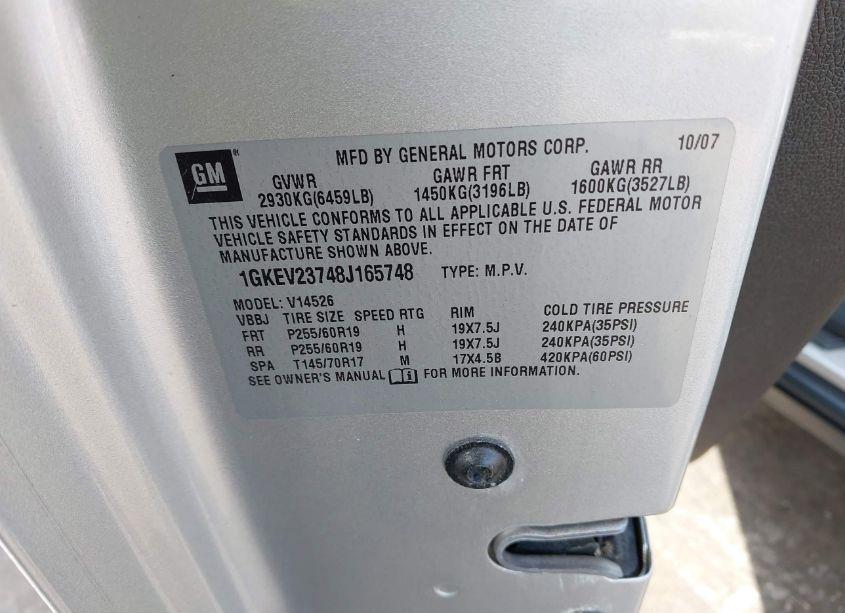 GM
MFD BY GENERAL MOTORS CORP. 10/07
GVWR GAWR FRT GAWR RR
2930KG(6459LB) 1450KG(3196LB) 1600KG(3527LB)
THIS VEHICLE CONFORMS TO ALL APPLICABLE U.S. FEDERAL MOTOR
VEHICLE SAFETY STANDARDS IN EFFECT ON THE DATE OF
MANUFACTURE SHOWN ABOVE.
1GKEV23748J165748 TYPE: M.P.V.
MODEL: V14526
VBBJ TIRE SIZE SPEED RTG RIM COLD TIRE PRESSURE
FRT P255/60R19 H 19X7.5J 240KPA(35PSI)
RR P255/60R19 H 19X7.5J 240KPA(35PSI)
SPA T145/70R17 M 17X4.5B 420KPA(60PSI)
SEE OWNER'S MANUAL FOR MORE INFORMATION.